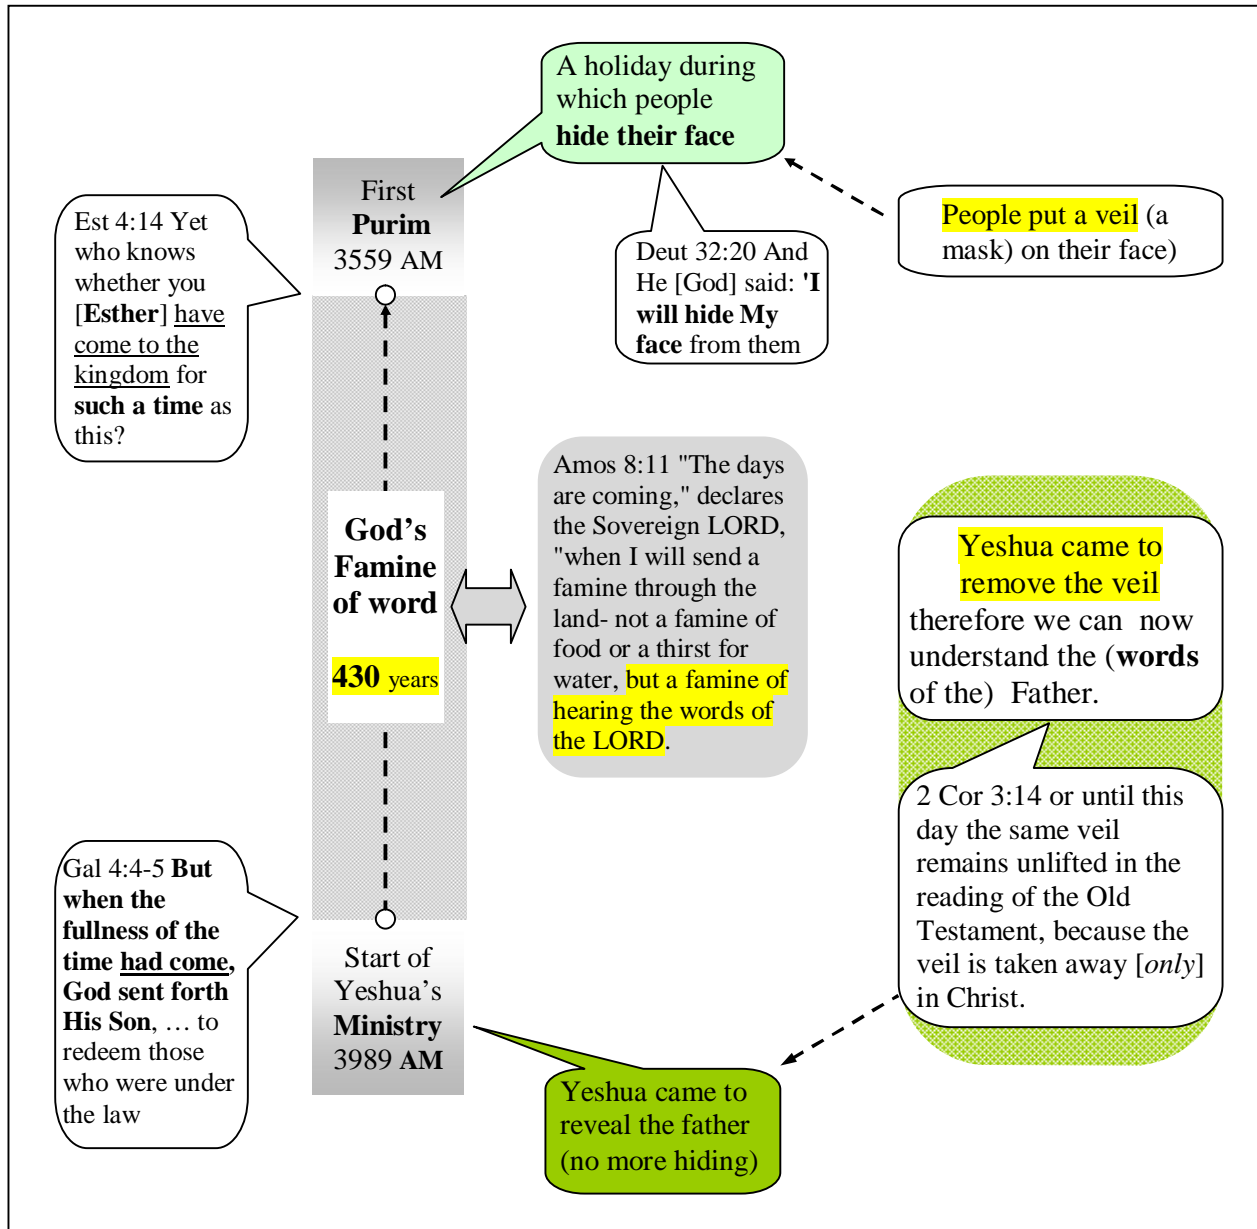 A holiday during
which people
hide their face
First
Purim
3559 AM
Est 4:14 Yet
who knows
whether you
[Esther] have
come to the
kingdom for
such a time as
this?
Deut 32:20 And
He [God] said: 'I
will hide My
face from them
People put a veil (a
mask) on their face)
God's
Famine
of word
430 years
Amos 8:11 "The days
are coming," declares
the Sovereign LORD,
"when I will send a
famine through the
land- not a famine of
food or a thirst for
water, but a famine of
hearing the words of
the LORD.
Yeshua came to
remove the veil
therefore we can now
understand the (words
of the) Father.
2 Cor 3:14 or until this
day the same veil
remains unlifted in the
reading of the Old
Testament, because the
veil is taken away [only]
in Christ.
Gal 4:4-5 But
when the
fullness of the
time had come,
God sent forth
His Son, … to
redeem those
who were under
the law
Start of
Yeshua's
Ministry
3989 AM
Yeshua came to
reveal the father
(no more hiding)